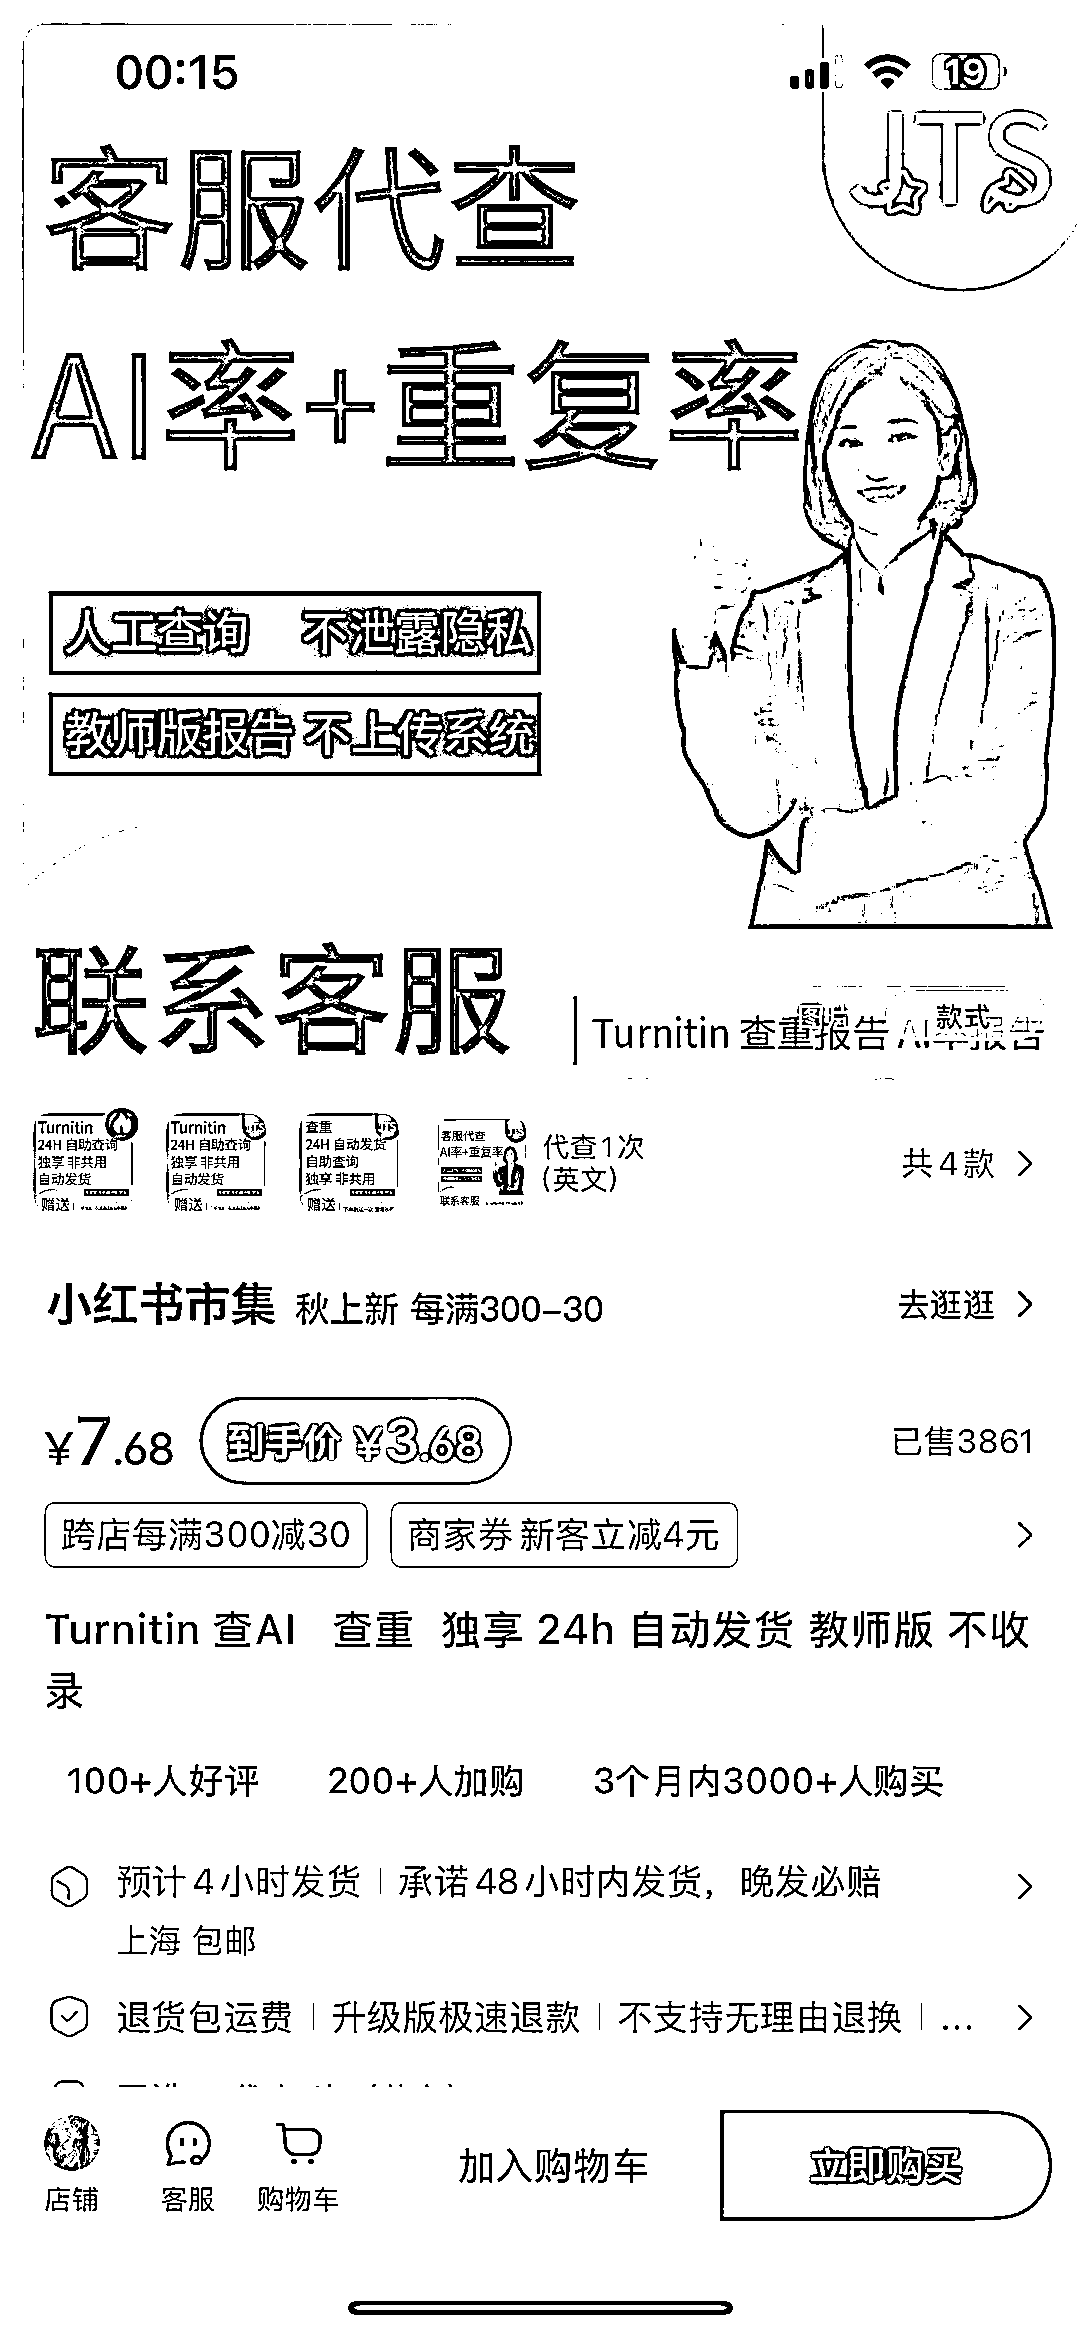 00:15
19
JTS
客服代查
AI率+重复率
人工查询 不泄露隐私
教师版报告 不上传系统
联系客服
Turnitin 查重报告 AI率报告
款式
Turnitin
24H 自助查询
独享 非共用
自动发货
赠送
Turnitin
24H 自助查询
独享 非共用
自动发货
赠送
查重
24H 自动发货
自助查询
独享 非共用
赠送
客服代查
AI率+重复率
联系客服
代查1次
(英文)
共4款
小红书市集 秋上新 每满300-30
去逛逛
¥7.68 到手价 ¥3.68
已售3861
跨店每满300减30 商家券 新客立减4元
Turnitin 查AI 查重 独享 24h 自动发货 教师版 不收
录
100+人好评 200+人加购 3个月内3000+人购买
预计4小时发货 | 承诺48小时内发货，晚发必赔
上海 包邮
退货包运费 | 升级版极速退款 | 不支持无理由退换 | ...
店铺 客服 购物车
加入购物车
立即购买